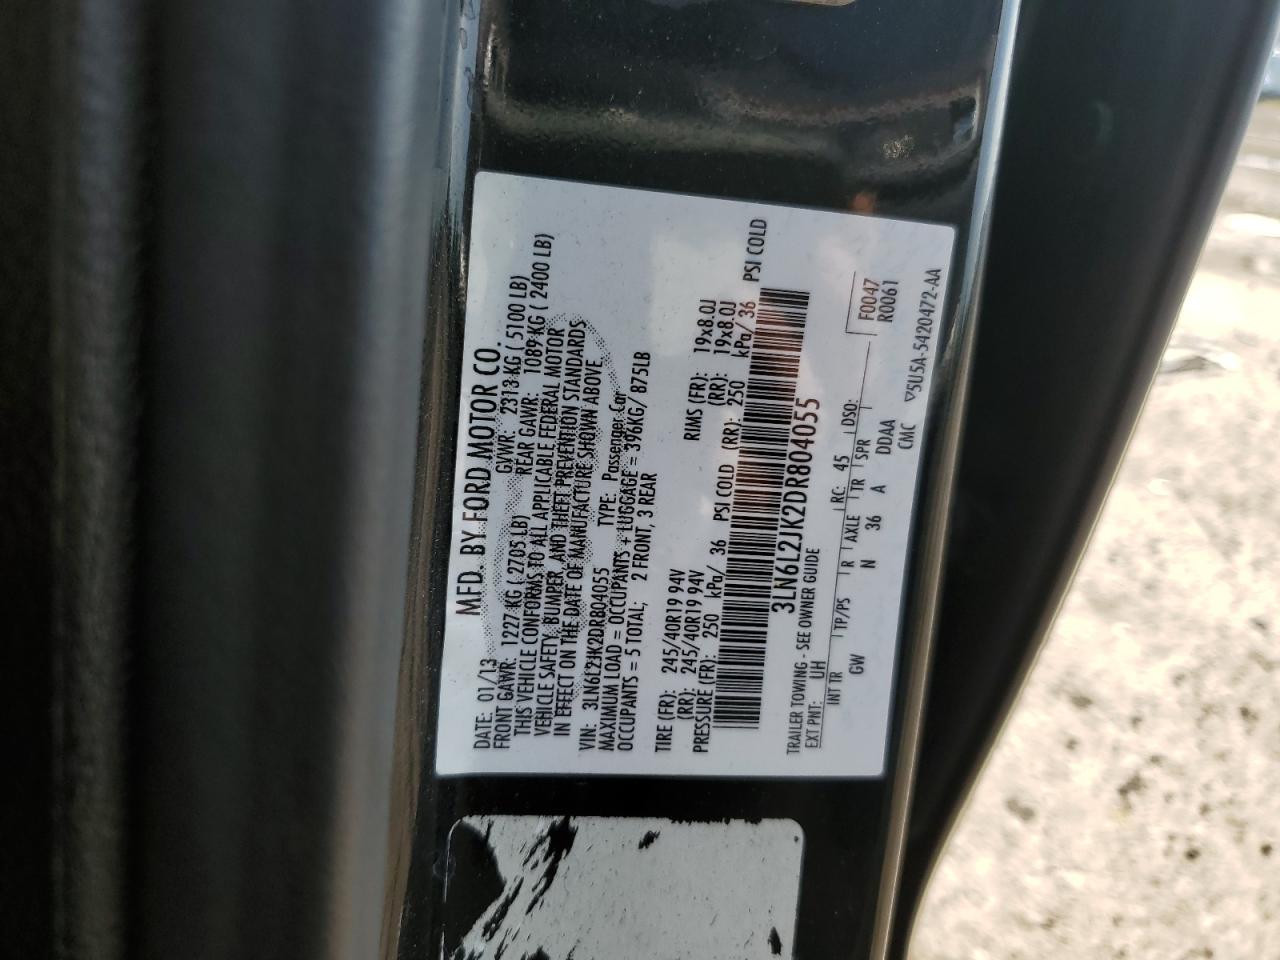 MFD. BY FORD MOTOR CO.
DATE: 01/13 GVWR: 2313 KG ( 5100 LB)
FRONT GAWR: 1227 KG ( 2705 LB) REAR GAWR: 1089 KG ( 2400 LB)
THIS VEHICLE CONFORMS TO ALL APPLICABLE FEDERAL MOTOR
VEHICLE SAFETY, BUMPER, AND THEFT PREVENTION STANDARDS
IN EFFECT ON THE DATE OF MANUFACTURE SHOWN ABOVE
VIN: 3LN6L2JK2DR804055 TYPE: Passenger Car
MAXIMUM LOAD = OCCUPANTS + LUGGAGE = 396KG/ 875LB
OCCUPANTS = 5 TOTAL; 2 FRONT, 3 REAR
TIRE (FR): 245/40R19 94V RIMS (FR): 19x8.0J
(RR): 245/40R19 94V (RR): 19x8.0J
PRESSURE (FR): 250 kPa/ 36 PSI COLD (RR): 250 kPa/ 36 PSI COLD
3LN6L2JK2DR804055
TRAILER TOWING - SEE OWNER GUIDE
EXT PNT: UH RC: 45 DSO: F0047
INT TR TP/PS R AXLE TR SPR R0061
GW N 36 A DDAA
CMC ▽5U5A-5420472-AA